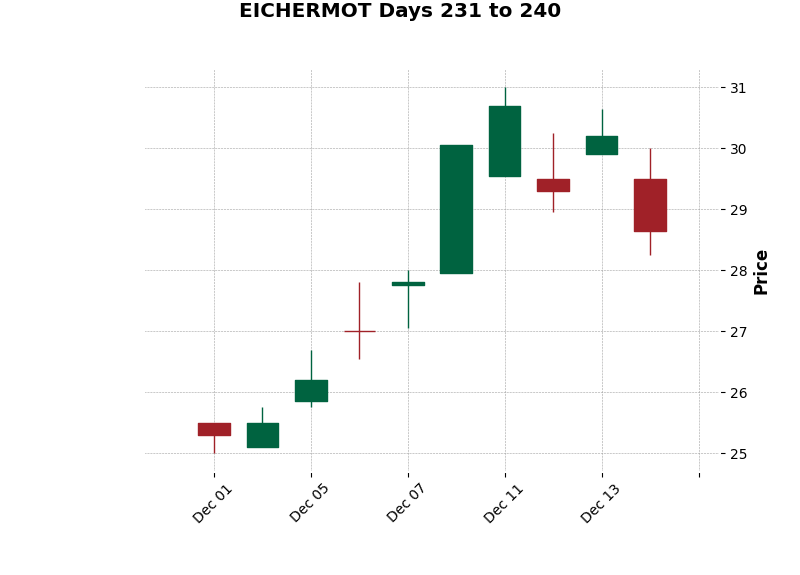 EICHERMOT Days 231 to 240
31
30
29
28
27
26
25
Price
Dec 01
Dec 05
Dec 07
Dec 11
Dec 13